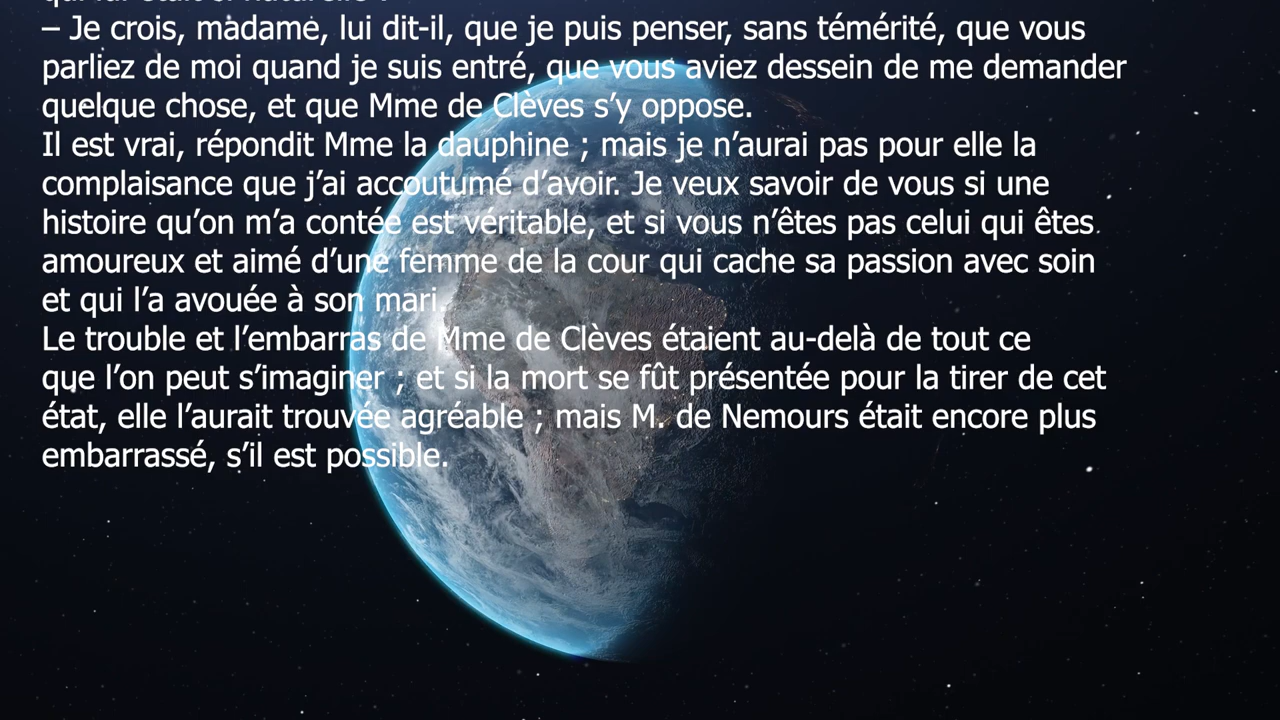 – Je crois, madame, lui dit-il, que je puis penser, sans témérité, que vous
parliez de moi quand je suis entré, que vous aviez dessein de me demander
quelque chose, et que Mme de Clèves s’y oppose.
Il est vrai, répondit Mme la dauphine ; mais je n’aurai pas pour elle la
complaisance que j’ai accoutumé d’avoir. Je veux savoir de vous si une
histoire qu’on m’a contée est véritable, et si vous n’êtes pas celui qui êtes
amoureux et aimé d’une femme de la cour qui cache sa passion avec soin
et qui l’a avouée à son mari.
Le trouble et l’embarras de Mme de Clèves étaient au-delà de tout ce
que l’on peut s’imaginer ; et si la mort se fût présentée pour la tirer de cet
état, elle l’aurait trouvée agréable ; mais M. de Nemours était encore plus
embarrassé, s’il est possible.